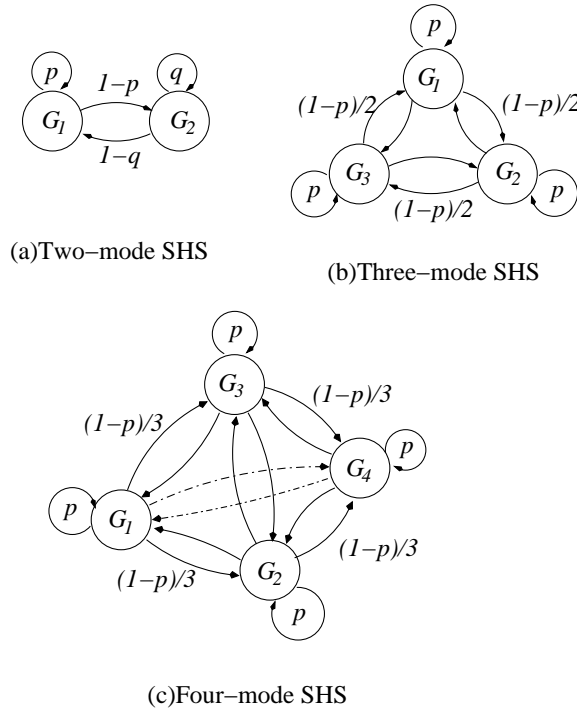 p
q
1−p
G1
G2
1−q
(a)Two−mode SHS
p
G1
(1−p)/2
(1−p)/2
G3
G2
p
p
(1−p)/2
(b)Three−mode SHS
p
G3
(1−p)/3
(1−p)/3
G4
p
p
G1
G2
(1−p)/3
(1−p)/3
p
(c)Four−mode SHS